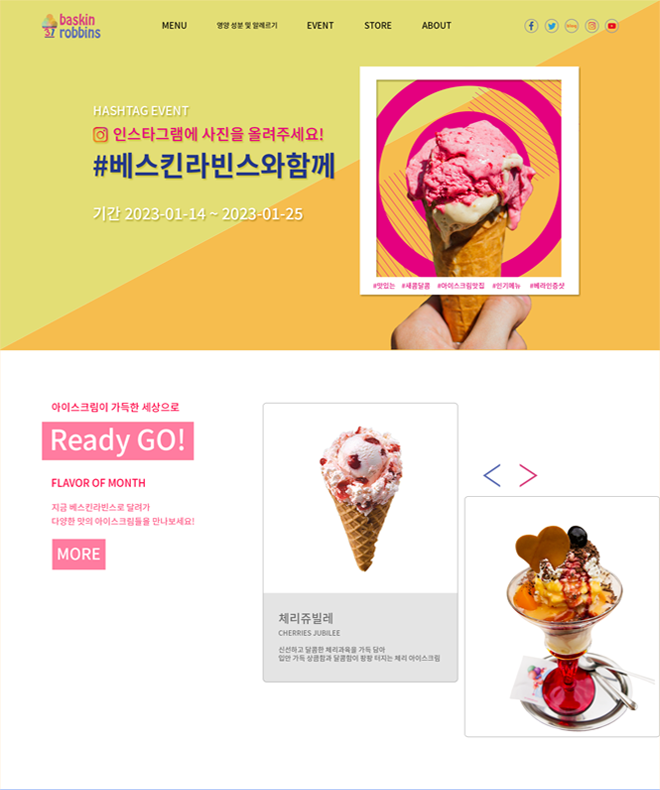 baskin
robbins
31
MENU
영양 성분 및 알레르기
EVENT
STORE
ABOUT
HASHTAG EVENT
인스타그램에 사진을 올려주세요!
#베스킨라빈스와함께
기간 2023-01-14 ~ 2023-01-25
#맛있는 #새콤달콤 #아이스크림맛집 #인기메뉴 #베라인증샷
아이스크림이 가득한 세상으로
Ready GO!
FLAVOR OF MONTH
지금 베스킨라빈스로 달려가
다양한 맛의 아이스크림들을 만나보세요!
MORE
체리쥬빌레
CHERRIES JUBILEE
신선하고 달콤한 체리과육을 가득 담아
입안 가득 상큼함과 달콤함이 팡팡 터지는 체리 아이스크림